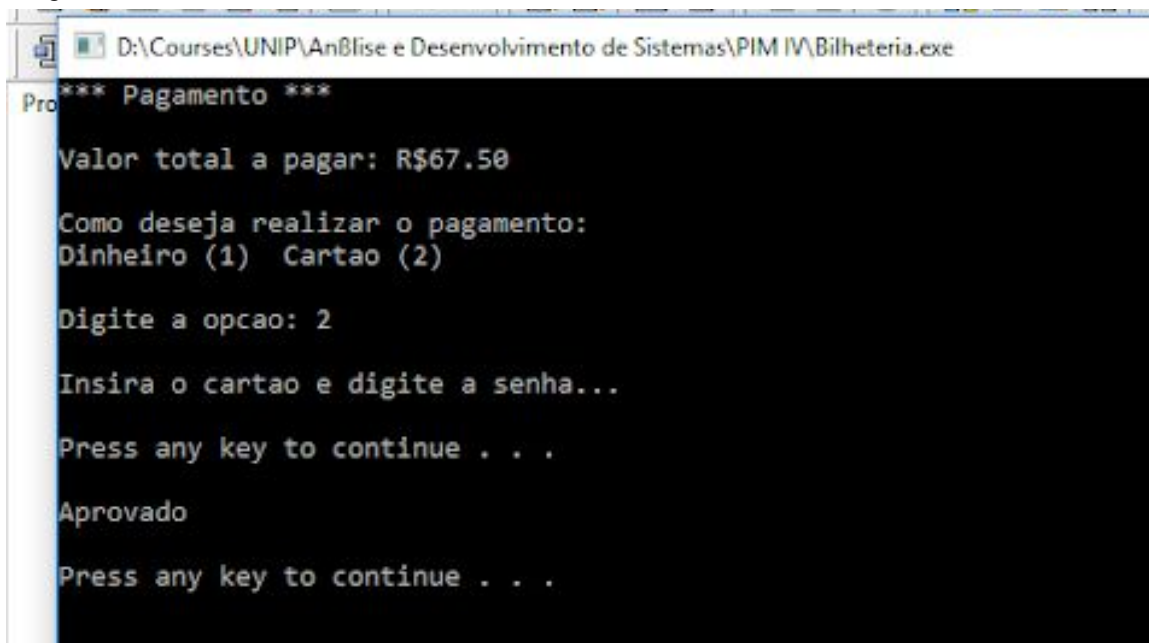 D:\Courses\UNIP\Anßlise e Desenvolvimento de Sistemas\PIM IV\Bilheteria.exe
Pro
*** Pagamento ***
Valor total a pagar: R$67.50
Como deseja realizar o pagamento:
Dinheiro (1)  Cartao (2)
Digite a opcao: 2
Insira o cartao e digite a senha...
Press any key to continue . . .
Aprovado
Press any key to continue . . .